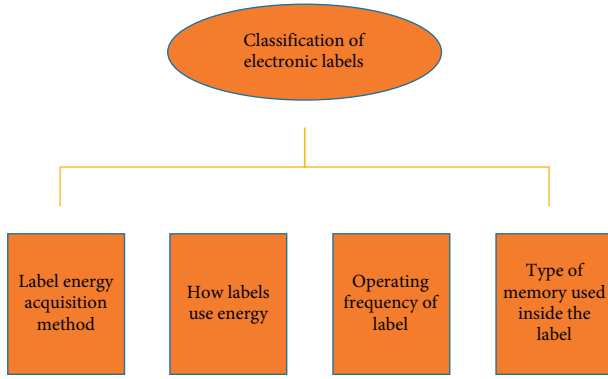 Classification of
electronic labels
Label energy
acquisition
method
How labels
use energy
Operating
frequency of
label
Type of
memory used
inside the
label